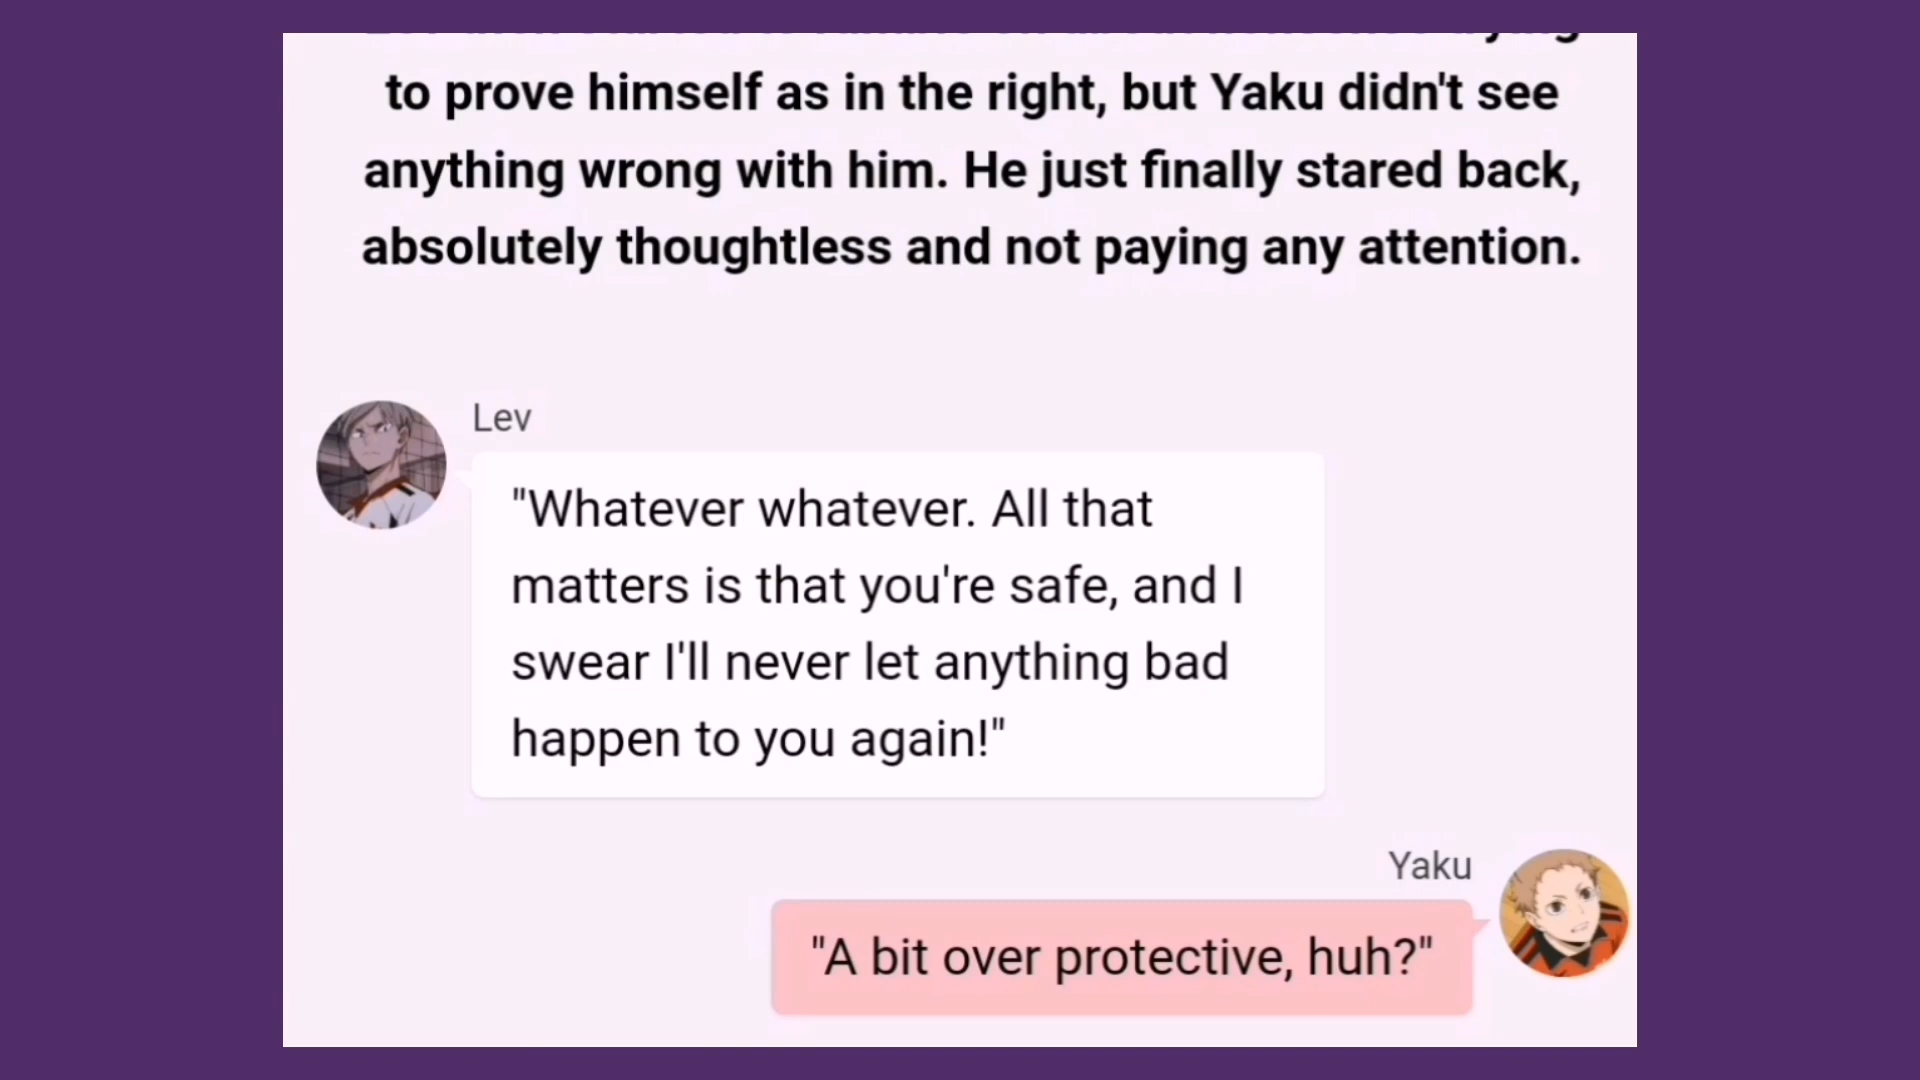 to prove himself as in the right, but Yaku didn't see
anything wrong with him. He just finally stared back,
absolutely thoughtless and not paying any attention.
Lev
"Whatever whatever. All that
matters is that you're safe, and I
swear I'll never let anything bad
happen to you again!"
Yaku
"A bit over protective, huh?"